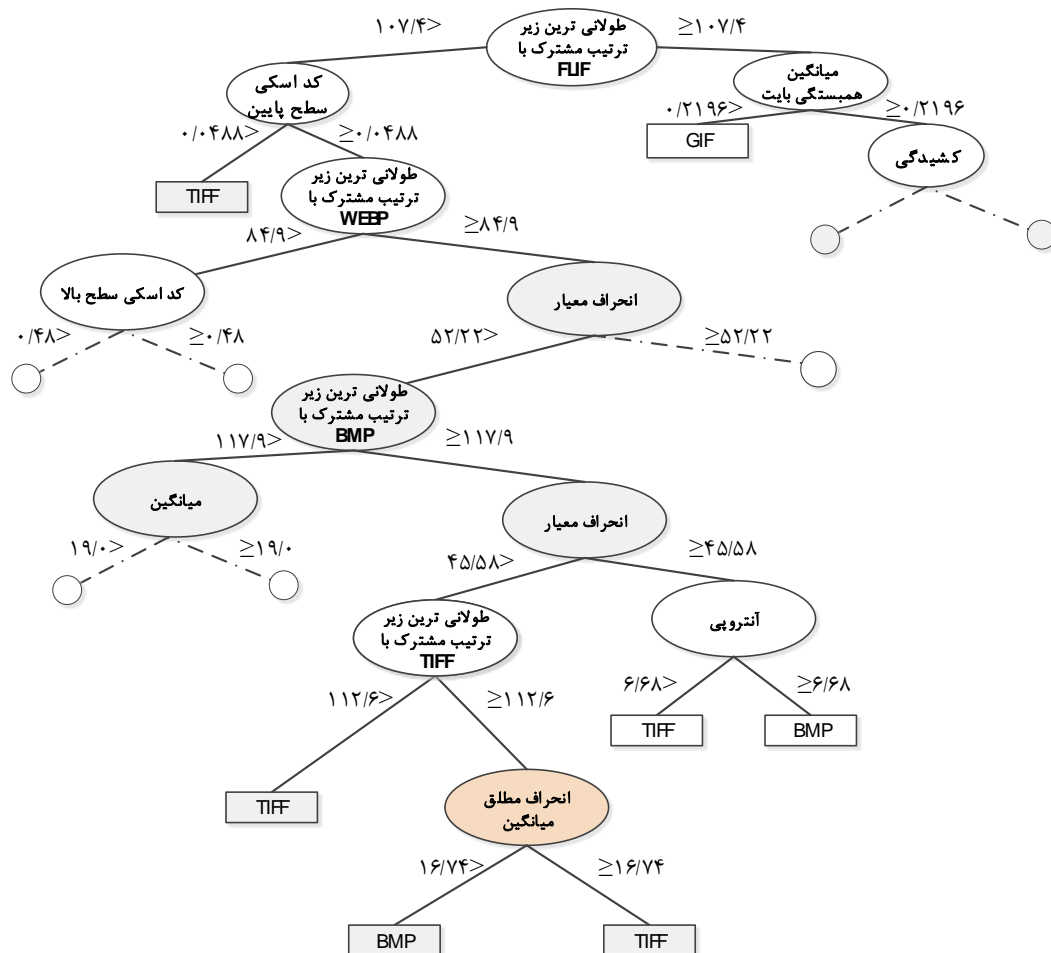 طولانی ترین زیر
ترتیب مشترک با
FLIF
۱۰۷/۴>
≥۱۰۷/۴
کد اسکی
سطح پایین
میانگین
همبستگی بایت
۰/۰۴۸۸>
≥۰/۰۴۸۸
۰/۲۱۹۶>
≥۰/۲۱۹۶
TIFF
طولانی ترین زیر
ترتیب مشترک با
WEBP
GIF
کشیدگی
۸۴/۹>
≥۸۴/۹
کد اسکی سطح بالا
انحراف معیار
۰/۴۸>
≥۰/۴۸
۵۲/۲۲>
≥۵۲/۲۲
طولانی ترین زیر
ترتیب مشترک با
BMP
۱۱۷/۹>
≥۱۱۷/۹
میانگین
انحراف معیار
۱۹/۰>
≥۱۹/۰
۴۵/۵۸>
≥۴۵/۵۸
طولانی ترین زیر
ترتیب مشترک با
TIFF
آنتروپی
۱۱۲/۶>
≥۱۱۲/۶
۶/۶۸>
≥۶/۶۸
TIFF
BMP
TIFF
انحراف مطلق
میانگین
۱۶/۷۴>
≥۱۶/۷۴
BMP
TIFF